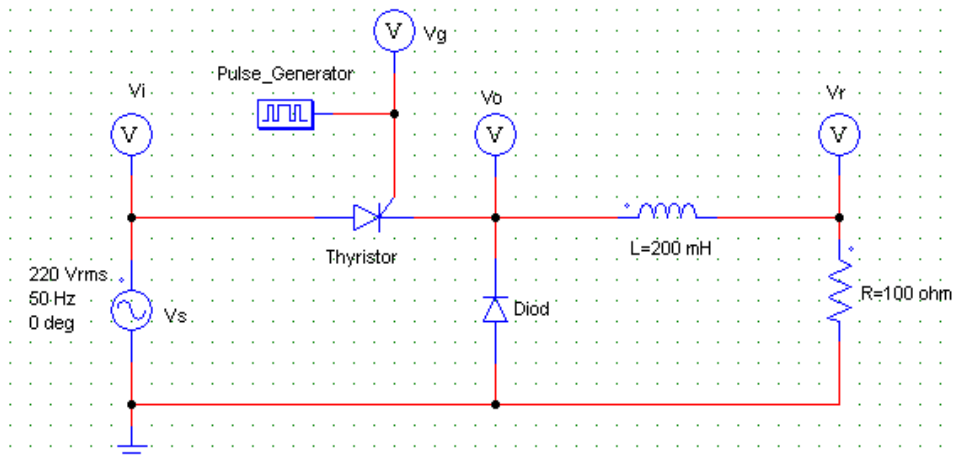 Vg
Pulse_Generator
Vi
Vo
Vr
V
V
V
V
Thyristor
L=200 mH
220 Vrms
50 Hz
0 deg
Vs
Diod
R=100 ohm